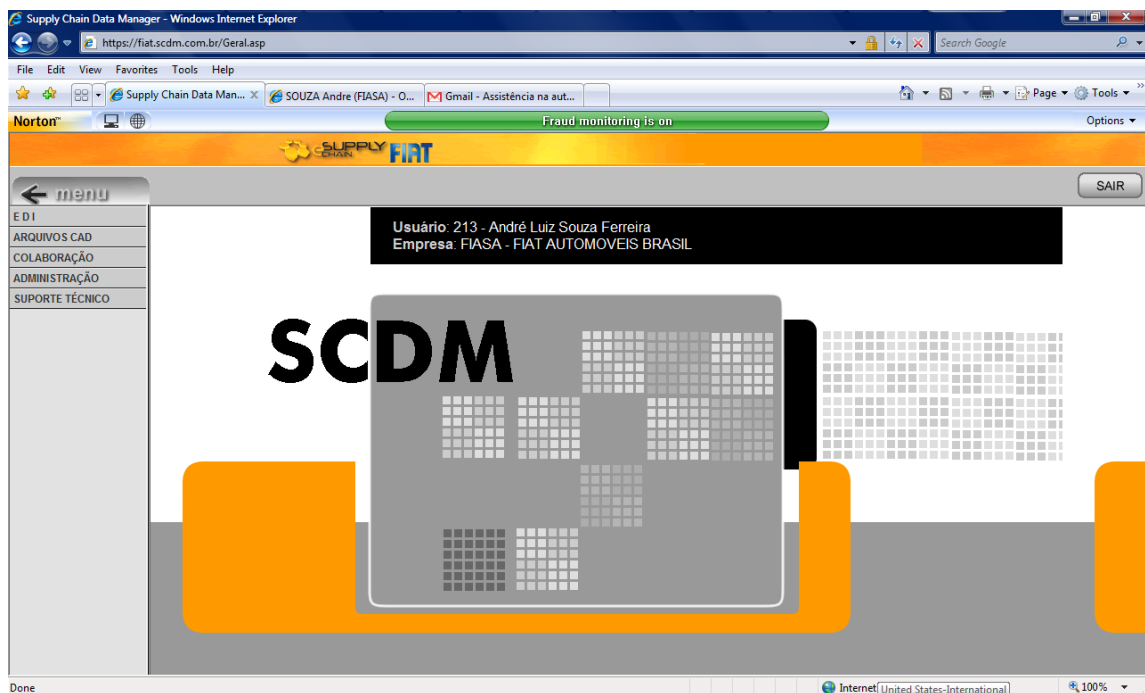 Supply Chain Data Manager - Windows Internet Explorer
https://fiat.scdm.com.br/Geral.asp
Search Google
File Edit View Favorites Tools Help
Supply Chain Data Man... X
SOUZA Andre (FIASA) - O...
Gmail - Assistência na aut...
Page
Tools
Norton™
Fraud monitoring is on
Options
SUPPLY CHAIN FIAT
menu
SAIR
EDI
ARQUIVOS CAD
COLABORAÇÃO
ADMINISTRAÇÃO
SUPORTE TÉCNICO
Usuário: 213 - André Luiz Souza Ferreira
Empresa: FIASA - FIAT AUTOMOVEIS BRASIL
SCDM
Done
Internet
United States-International
100%